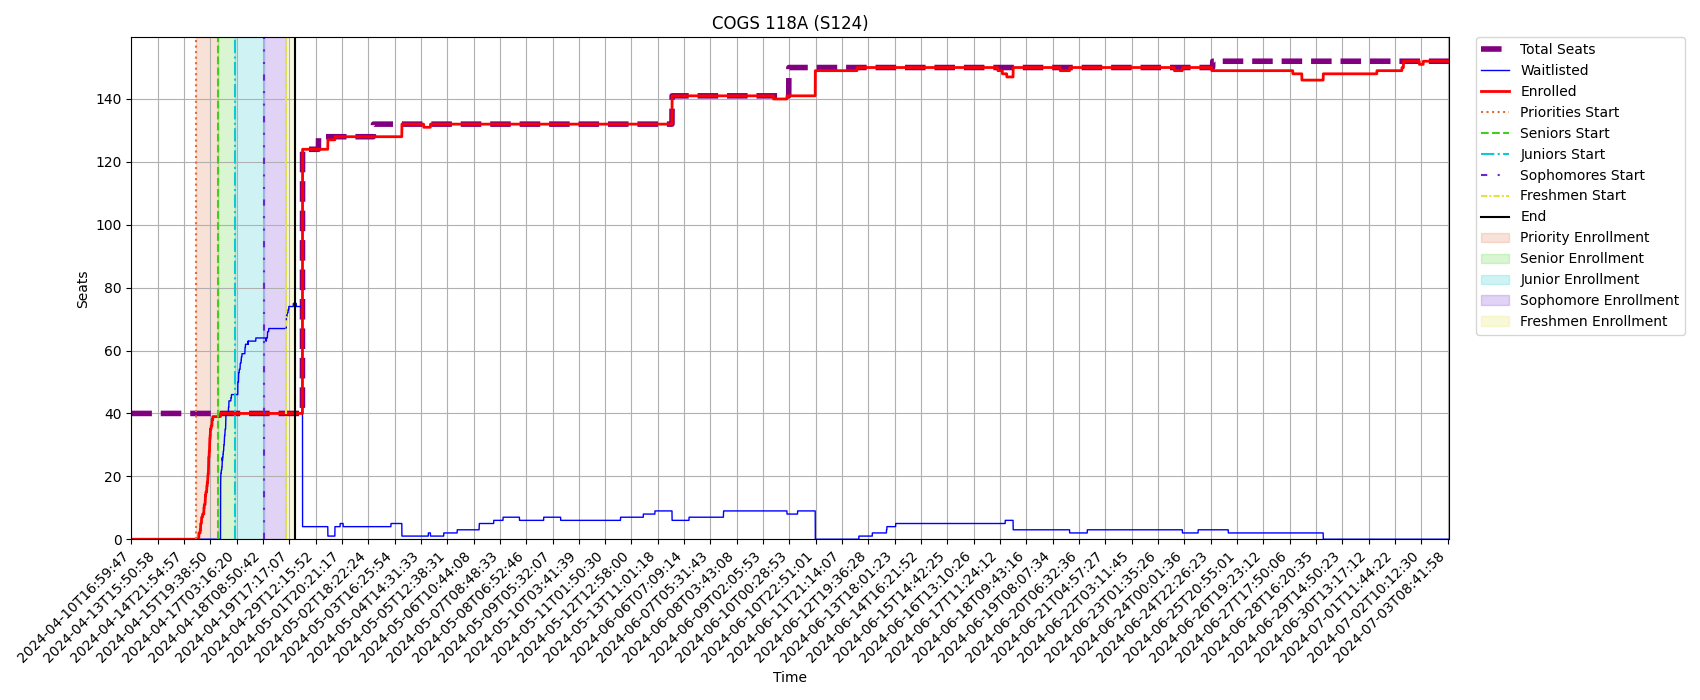 COGS 118A (S124)
Seats
140
120
100
80
60
40
20
0
2024-04-10T16:59:47
2024-04-13T15:50:58
2024-04-14T21:54:57
2024-04-15T19:38:50
2024-04-17T03:16:20
2024-04-18T08:50:42
2024-04-19T17:17:07
2024-04-29T12:15:52
2024-05-01T20:21:17
2024-05-02T18:22:24
2024-05-03T16:25:54
2024-05-04T14:31:33
2024-05-05T12:38:31
2024-05-06T10:44:08
2024-05-07T08:48:33
2024-05-08T06:52:46
2024-05-09T05:32:07
2024-05-10T03:41:39
2024-05-11T01:50:30
2024-05-12T12:58:00
2024-05-13T11:01:18
2024-06-06T07:09:14
2024-06-07T05:31:43
2024-06-08T03:43:08
2024-06-09T02:05:53
2024-06-10T00:28:53
2024-06-10T22:51:01
2024-06-11T21:14:07
2024-06-12T19:36:28
2024-06-13T18:01:23
2024-06-14T16:21:52
2024-06-15T14:42:25
2024-06-16T13:10:26
2024-06-17T11:24:12
2024-06-18T09:43:16
2024-06-19T08:07:34
2024-06-20T06:32:36
2024-06-21T04:57:27
2024-06-22T03:11:45
2024-06-23T01:35:26
2024-06-24T00:01:36
2024-06-24T22:26:23
2024-06-25T20:55:01
2024-06-26T19:23:12
2024-06-27T17:50:06
2024-06-28T16:20:35
2024-06-29T14:50:23
2024-06-30T13:17:12
2024-07-01T11:44:22
2024-07-02T10:12:30
2024-07-03T08:41:58
Time
Total Seats
Waitlisted
Enrolled
Priorities Start
Seniors Start
Juniors Start
Sophomores Start
Freshmen Start
End
Priority Enrollment
Senior Enrollment
Junior Enrollment
Sophomore Enrollment
Freshmen Enrollment